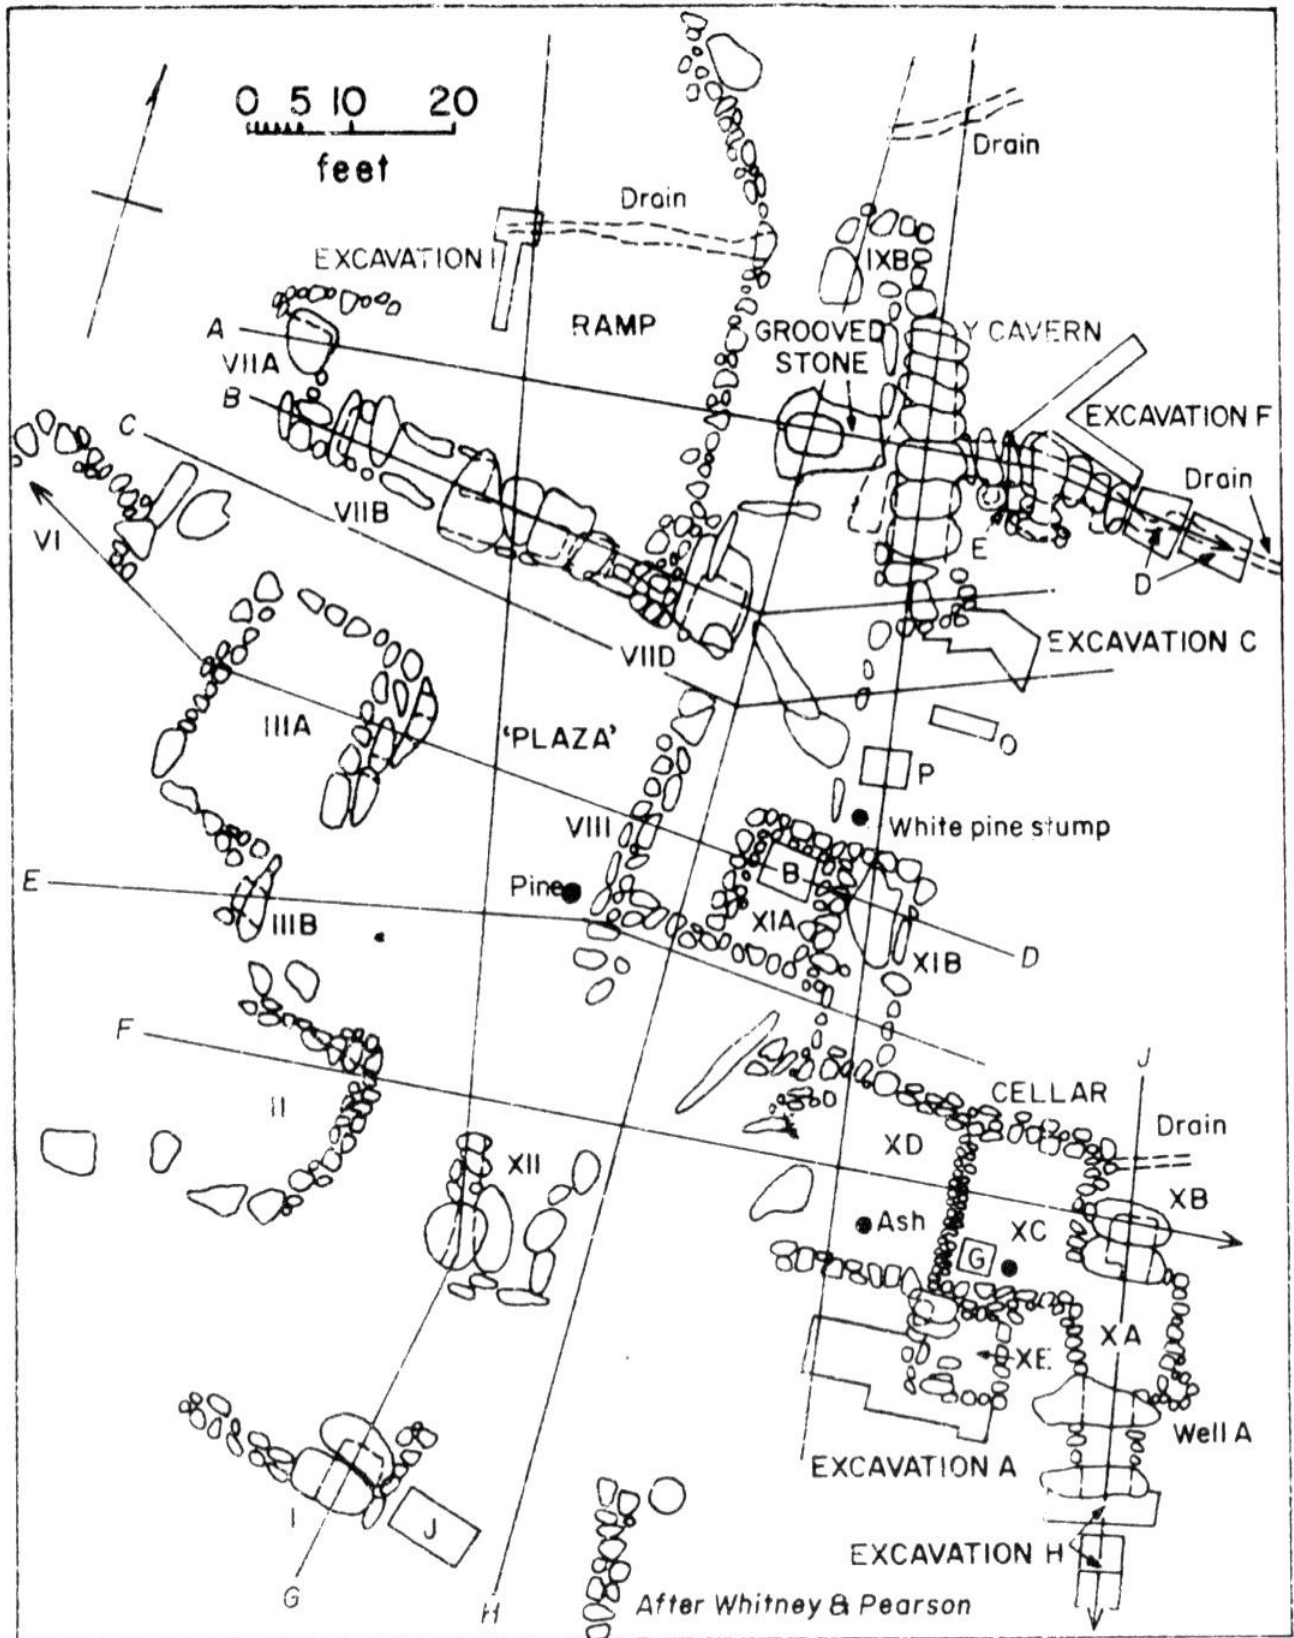 0 5 10 20
feet
Drain
Drain
EXCAVATION I
IXB
RAMP
GROOVED
STONE
Y CAVERN
A
VIIA
B
C
EXCAVATION F
Drain
VI
VIIB
E
D
VIID
EXCAVATION C
IIIA
'PLAZA'
O
P
VIII
White pine stump
E
Pine
B
IIIB
XIA
XIB
D
F
J
II
CELLAR
Drain
XII
XD
XB
Ash
XC
G
XA
XE
Well A
EXCAVATION A
I
J
EXCAVATION H
G
H
After Whitney & Pearson